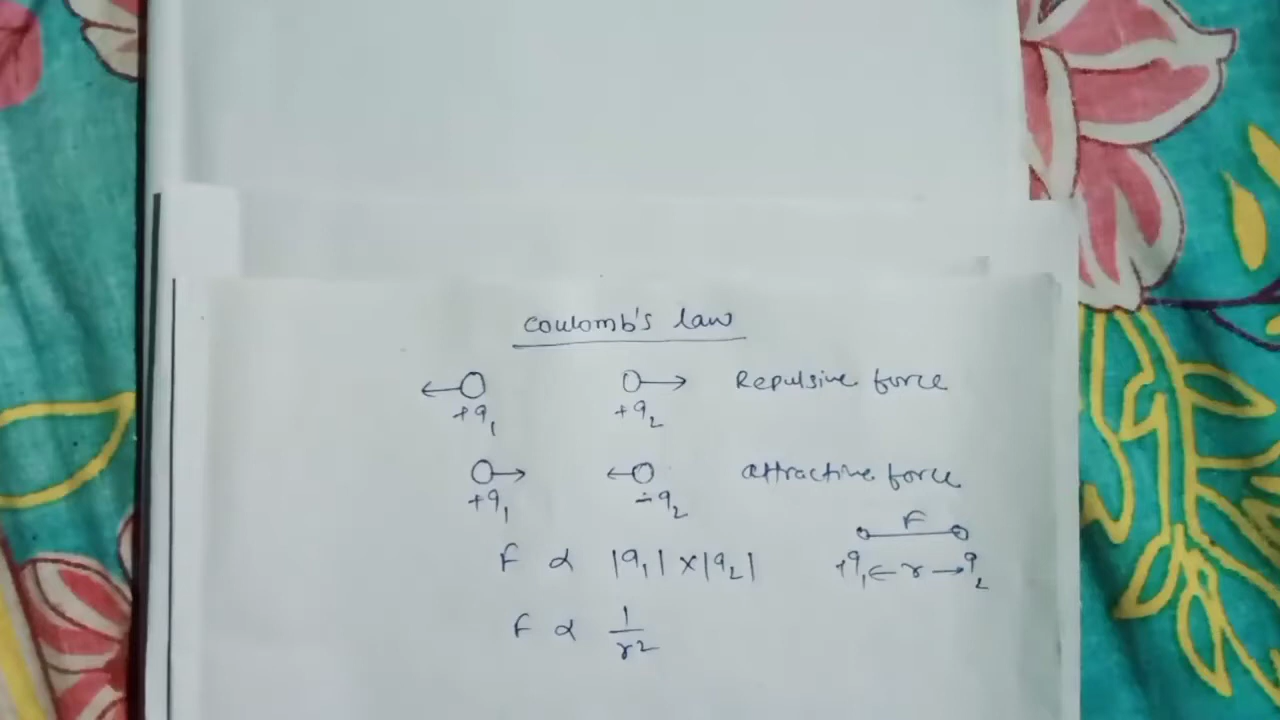 Coulomb's law
+q₁ +q₂ Repulsive force
+q₁ -q₂ attractive force
F
+q₁ ← r → q₂
F ∝ |q₁| × |q₂|
F ∝ 1/r²